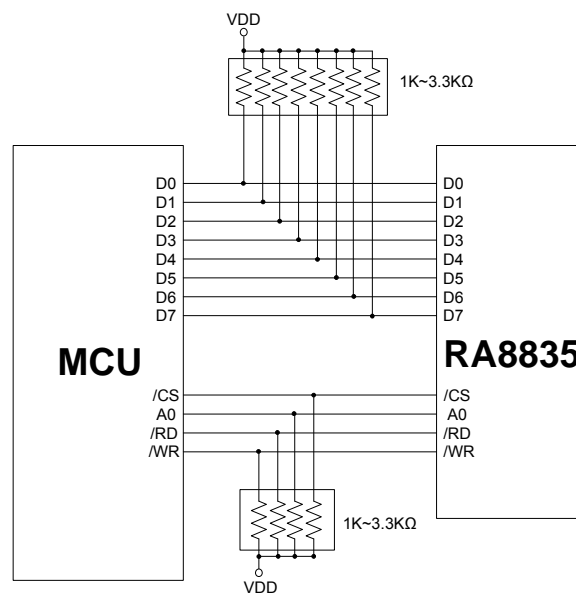 VDD
1K~3.3KΩ
D0 D0
D1 D1
D2 D2
D3 D3
D4 D4
D5 D5
D6 D6
D7 D7
MCU RA8835
/CS /CS
A0 A0
/RD /RD
/WR /WR
1K~3.3KΩ
VDD